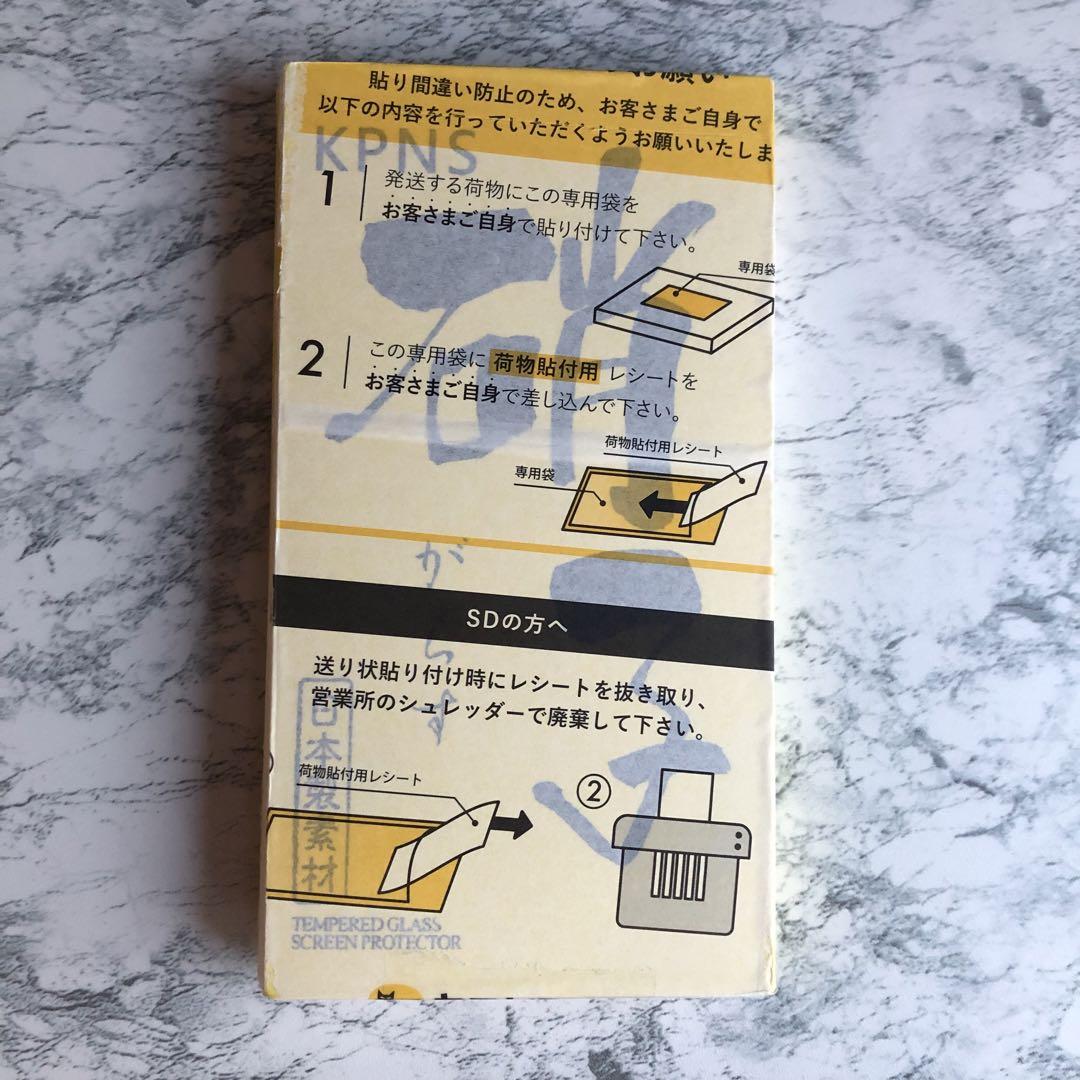 お願い
貼り間違い防止のため、お客さまご自身で
以下の内容を行っていただくようお願いいたしま
KPNS
1
発送する荷物にこの専用袋を
お客さまご自身で貼り付けて下さい。
専用袋
2
この専用袋に 荷物貼付用 レシートを
お客さまご自身で差し込んで下さい。
荷物貼付用レシート
専用袋
がらす
SDの方へ
送り状貼り付け時にレシートを抜き取り、
営業所のシュレッダーで廃棄して下さい。
日本製素材
荷物貼付用レシート
②
TEMPERED GLASS
SCREEN PROTECTOR